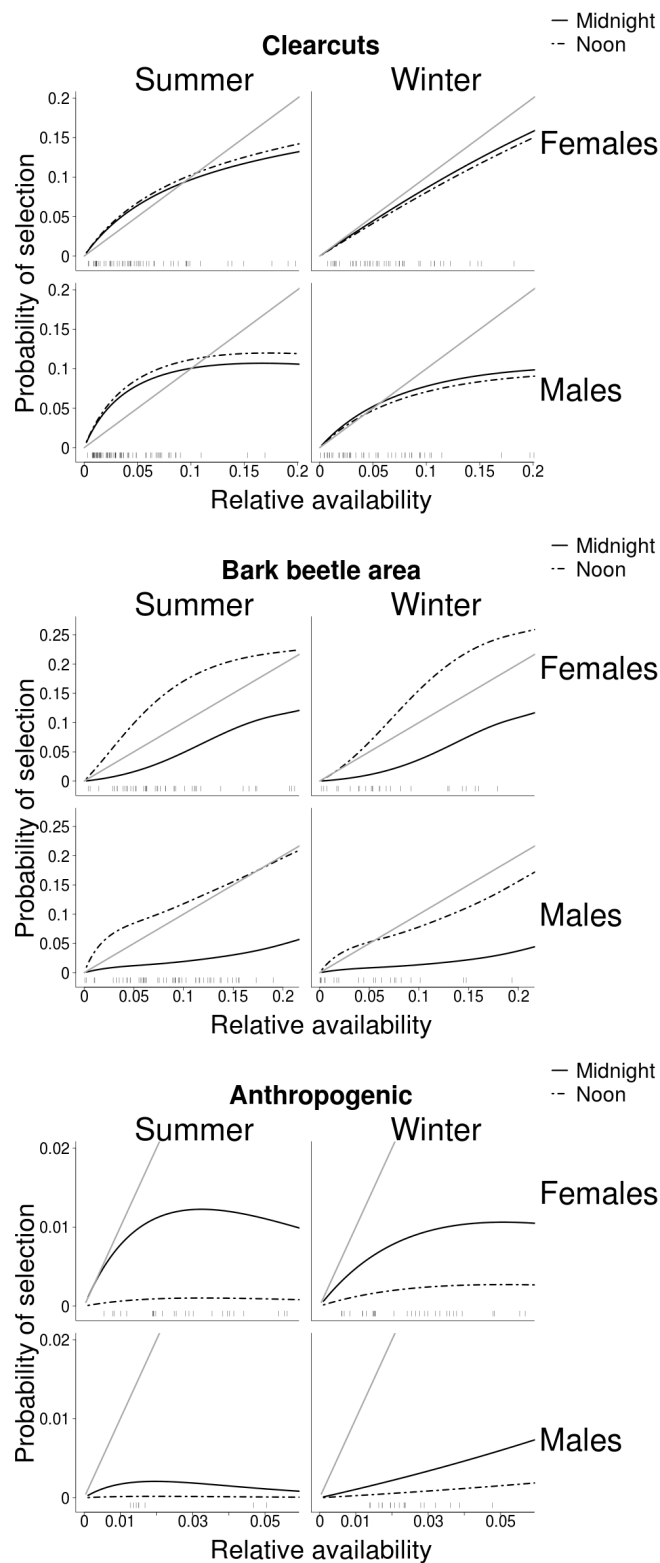 Midnight
Noon
Clearcuts
Summer Winter
0.2
0.15
0.1
0.05
0
Females
0.2
0.15
0.1
0.05
0
Males
Probability of selection
0 0.05 0.1 0.15 0.2 0 0.05 0.1 0.15 0.2
Relative availability Relative availability
Midnight
Noon
Bark beetle area
Summer Winter
0.25
0.2
0.15
0.1
0.05
0
Females
0.25
0.2
0.15
0.1
0.05
0
Males
Probability of selection
0 0.05 0.1 0.15 0.2 0 0.05 0.1 0.15 0.2
Relative availability Relative availability
Midnight
Noon
Anthropogenic
Summer Winter
0.02
0.01
0
Females
0.02
0.01
0
Males
Probability of selection
0 0.01 0.03 0.05 0 0.01 0.03 0.05
Relative availability Relative availability